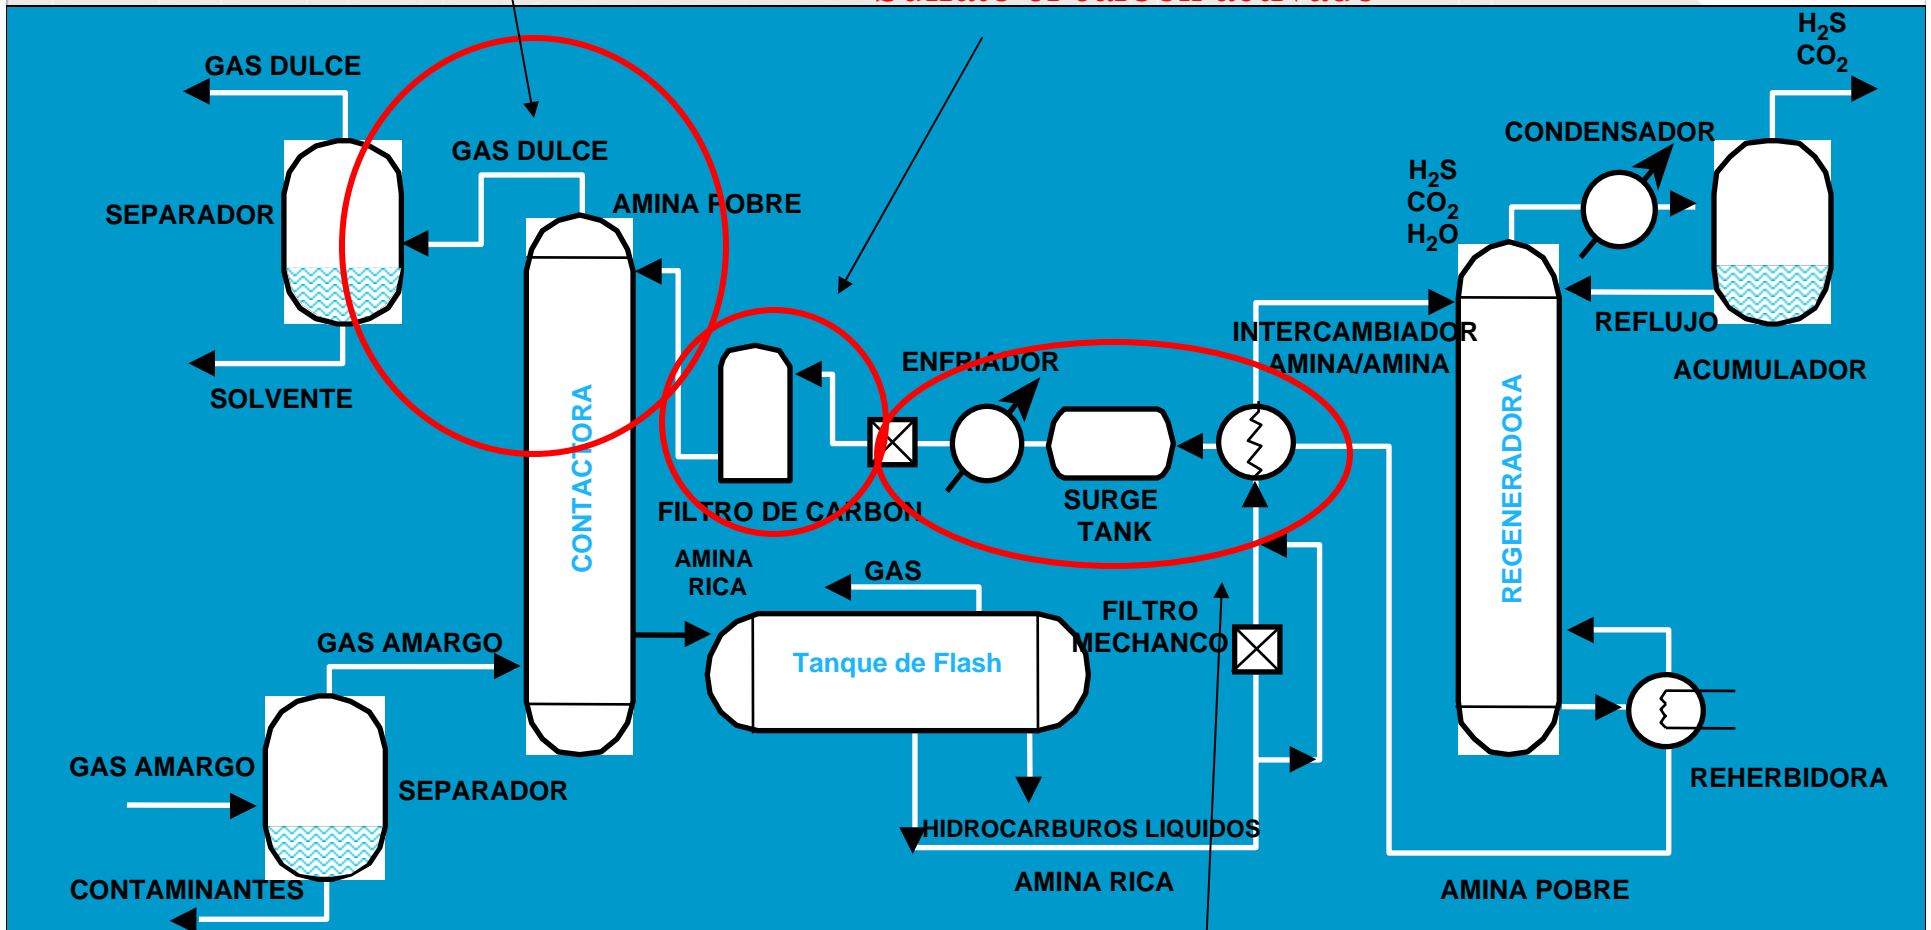 H2S
CO2
GAS DULCE
CONDENSADOR
GAS DULCE
H2S
CO2
H2O
AMINA POBRE
SEPARADOR
REFLUJO
INTERCAMBIADOR
AMINA/AMINA
ENFRIADOR
ACUMULADOR
SOLVENTE
CONTACTORA
REGENERADORA
FILTRO DE CARBON
SURGE
TANK
AMINA
RICA
GAS
FILTRO
MECHANCO
GAS AMARGO
Tanque de Flash
GAS AMARGO
SEPARADOR
REHERBIDORA
HIDROCARBUROS LIQUIDOS
CONTAMINANTES
AMINA RICA
AMINA POBRE